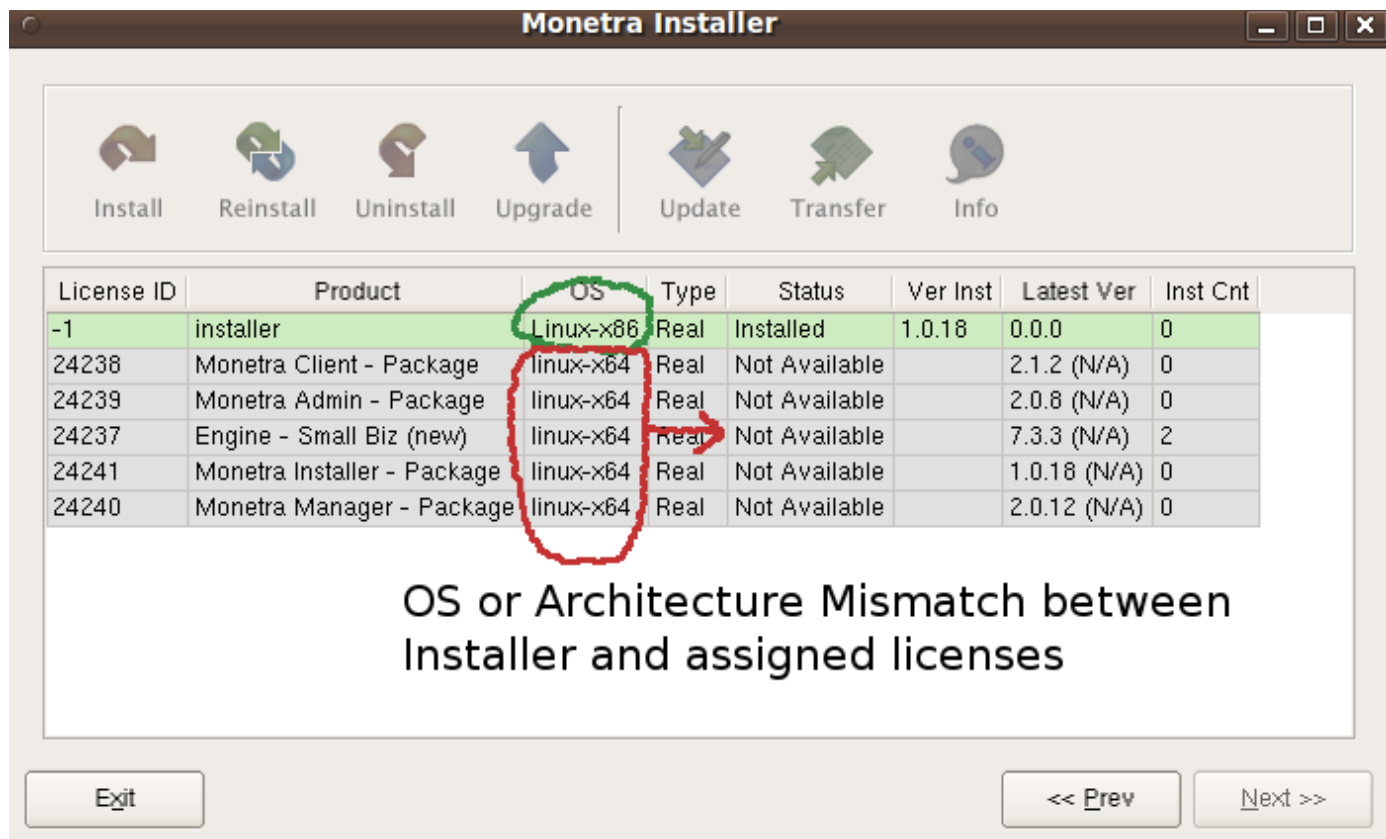 Monetra Installer
Install Reinstall Uninstall Upgrade Update Transfer Info
License ID Product OS Type Status Ver Inst Latest Ver Inst Cnt
-1 installer Linux-x86 Real Installed 1.0.18 0.0.0 0
24238 Monetra Client - Package linux-x64 Real Not Available 2.1.2 (N/A) 0
24239 Monetra Admin - Package linux-x64 Real Not Available 2.0.8 (N/A) 0
24237 Engine - Small Biz (new) linux-x64 Real Not Available 7.3.3 (N/A) 2
24241 Monetra Installer - Package linux-x64 Real Not Available 1.0.18 (N/A) 0
24240 Monetra Manager - Package linux-x64 Real Not Available 2.0.12 (N/A) 0
OS or Architecture Mismatch between
Installer and assigned licenses
Exit << Prev Next >>